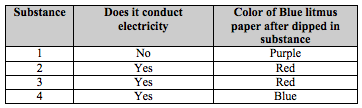 Substance Does it conduct electricity Color of Blue litmus paper after dipped in substance
1 No Purple
2 Yes Red
3 Yes Red
4 Yes Blue